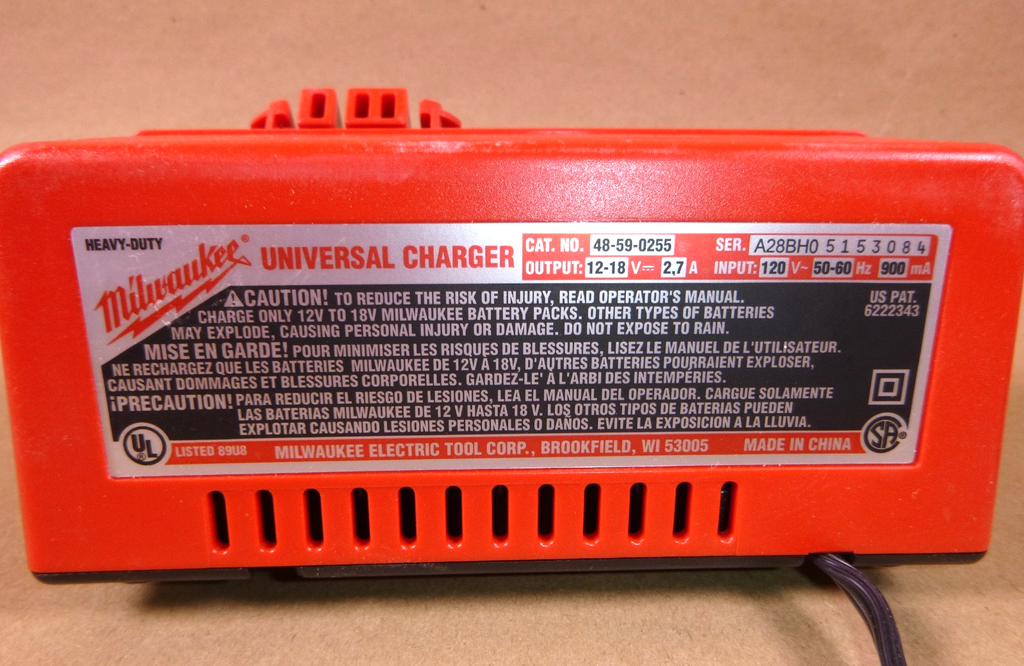 HEAVY-DUTY
Milwaukee®
UNIVERSAL CHARGER
CAT. NO. 48-59-0255 SER. A28BH0 5153084
OUTPUT: 12-18 V⎓ 2,7 A INPUT: 120 V~ 50-60 Hz 900 mA
⚠CAUTION! TO REDUCE THE RISK OF INJURY, READ OPERATOR'S MANUAL.
CHARGE ONLY 12V TO 18V MILWAUKEE BATTERY PACKS. OTHER TYPES OF BATTERIES
MAY EXPLODE, CAUSING PERSONAL INJURY OR DAMAGE. DO NOT EXPOSE TO RAIN.
US PAT.
6222343
MISE EN GARDE! POUR MINIMISER LES RISQUES DE BLESSURES, LISEZ LE MANUEL DE L'UTILISATEUR.
NE RECHARGEZ QUE LES BATTERIES MILWAUKEE DE 12V À 18V, D'AUTRES BATTERIES POURRAIENT EXPLOSER,
CAUSANT DOMMAGES ET BLESSURES CORPORELLES. GARDEZ-LE' À L'ARBI DES INTEMPÉRIES.
¡PRECAUCIÓN! PARA REDUCIR EL RIESGO DE LESIONES, LEA EL MANUAL DEL OPERADOR. CARGUE SOLAMENTE
LAS BATERIAS MILWAUKEE DE 12 V HASTA 18 V. LOS OTROS TIPOS DE BATERIAS PUEDEN
EXPLOTAR CAUSANDO LESIONES PERSONALES O DAÑOS. EVITE LA EXPOSICION A LA LLUVIA.
UL® LISTED 89U8 MILWAUKEE ELECTRIC TOOL CORP., BROOKFIELD, WI 53005 MADE IN CHINA SA®